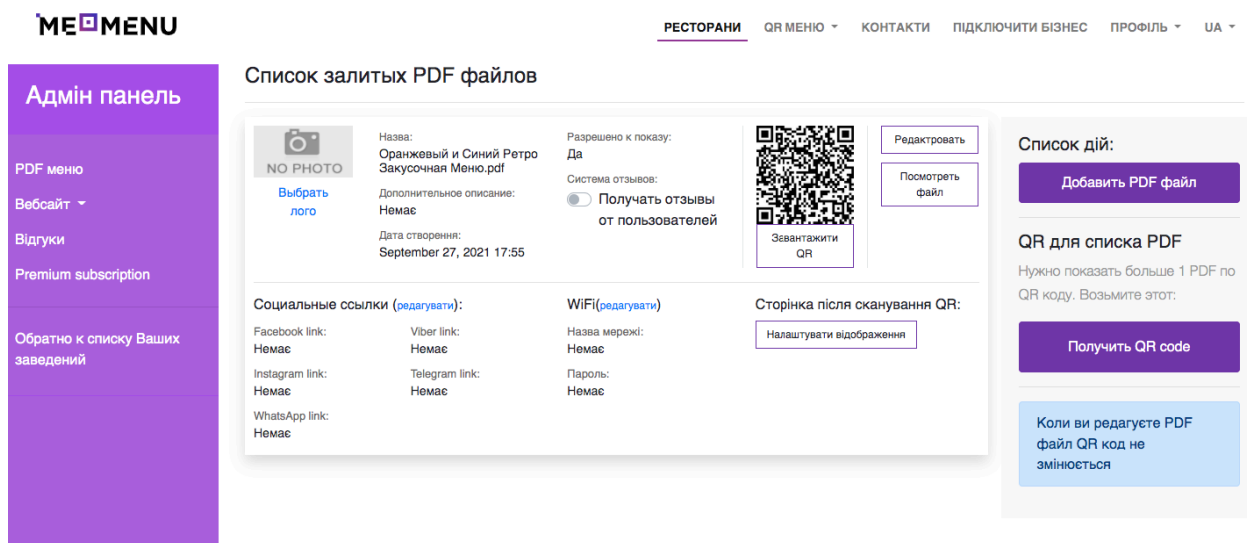 MEMENU
РЕСТОРАНИ QR МЕНЮ КОНТАКТИ ПІДКЛЮЧИТИ БІЗНЕС ПРОФІЛЬ UA
Адмін панель
PDF меню
Вебсайт
Відгуки
Premium subscription
Обратно к списку Ваших
заведений
Список залитых PDF файлов
NO PHOTO
Выбрать
лого
Назва:
Оранжевый и Синий Ретро
Закусочная Меню.pdf
Дополнительное описание:
Немає
Дата створення:
September 27, 2021 17:55
Разрешено к показу:
Да
Система отзывов:
Получать отзывы
от пользователей
Завантажити
QR
Редактровать
Посмотреть
файл
Социальные ссылки (редагувати):
Facebook link:
Немає
Viber link:
Немає
Instagram link:
Немає
Telegram link:
Немає
WhatsApp link:
Немає
WiFi(редагувати)
Назва мережі:
Немає
Пароль:
Немає
Сторінка після сканування QR:
Налаштувати відображення
Список дій:
Добавить PDF файл
QR для списка PDF
Нужно показать больше 1 PDF по
QR коду. Возьмите этот:
Получить QR code
Коли ви редагуєте PDF
файл QR код не
змінюється